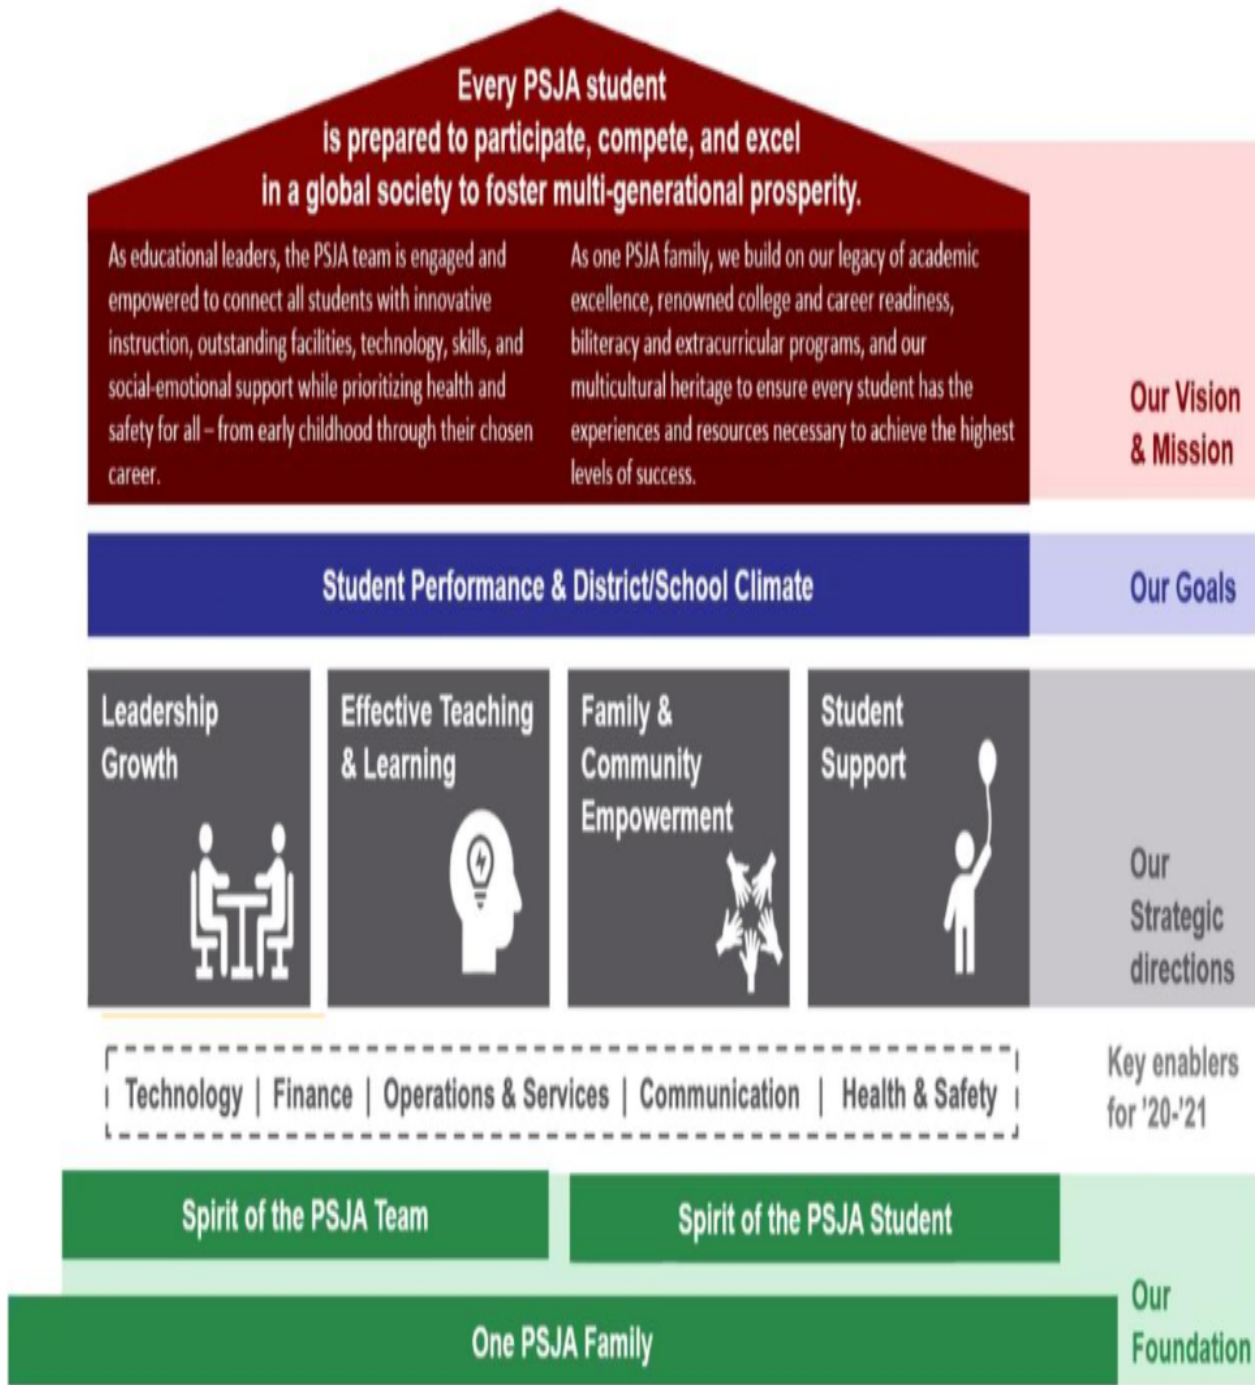 Every PSJA student
is prepared to participate, compete, and excel
in a global society to foster multi-generational prosperity.
As educational leaders, the PSJA team is engaged and
empowered to connect all students with innovative
instruction, outstanding facilities, technology, skills, and
social-emotional support while prioritizing health and
safety for all – from early childhood through their chosen
career.
As one PSJA family, we build on our legacy of academic
excellence, renowned college and career readiness,
biliteracy and extracurricular programs, and our
multicultural heritage to ensure every student has the
experiences and resources necessary to achieve the highest
levels of success.
Our Vision
& Mission
Student Performance & District/School Climate
Our Goals
Leadership
Growth
Effective Teaching
& Learning
Family &
Community
Empowerment
Student
Support
Our
Strategic
directions
Technology | Finance | Operations & Services | Communication | Health & Safety
Key enablers
for '20-'21
Spirit of the PSJA Team
Spirit of the PSJA Student
One PSJA Family
Our
Foundation